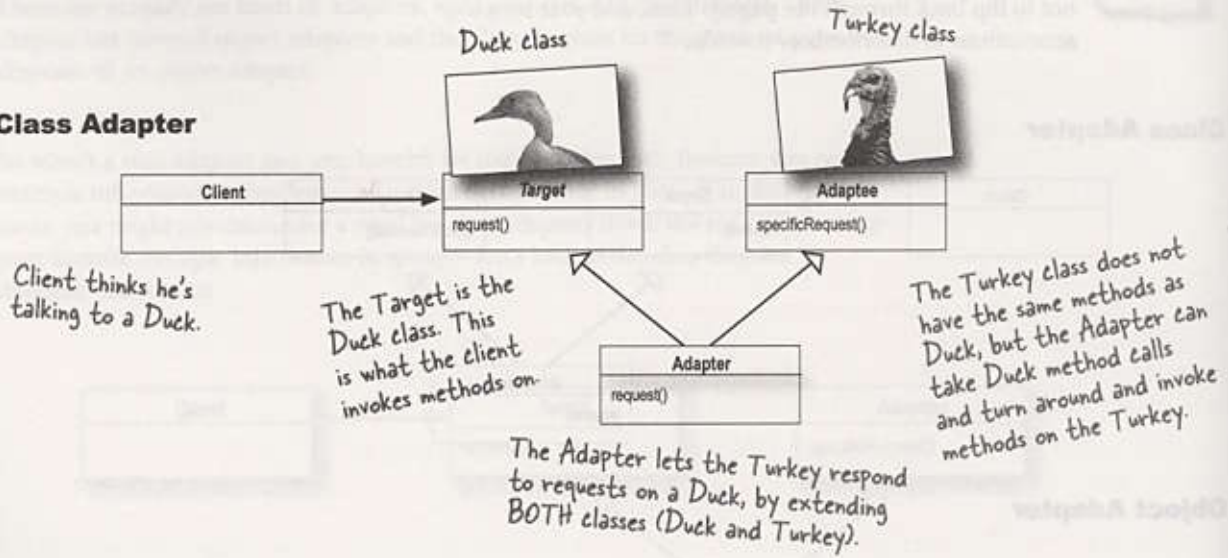 Duck class
Turkey class
Class Adapter
Client
Target
request()
Adaptee
specificRequest()
Client thinks he's
talking to a Duck.
The Target is the
Duck class. This
is what the client
invokes methods on.
Adapter
request()
The Turkey class does not
have the same methods as
Duck, but the Adapter can
take Duck method calls
and turn around and invoke
methods on the Turkey.
The Adapter lets the Turkey respond
to requests on a Duck, by extending
BOTH classes (Duck and Turkey).